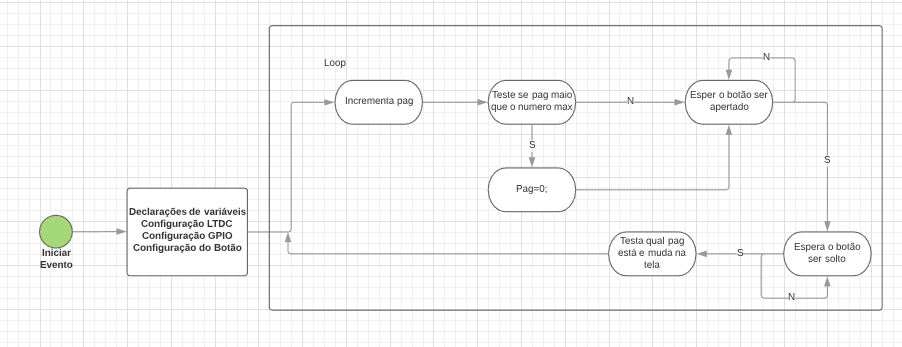 Loop
Incrementa pag
Teste se pag maio
que o numero max
N
Esper o botão ser
apertado
N
S
Pag=0;
S
Iniciar
Evento
Declarações de variáveis
Configuração LTDC
Configuração GPIO
Configuração do Botão
Testa qual pag
está e muda na
tela
S
Espera o botão
ser solto
N